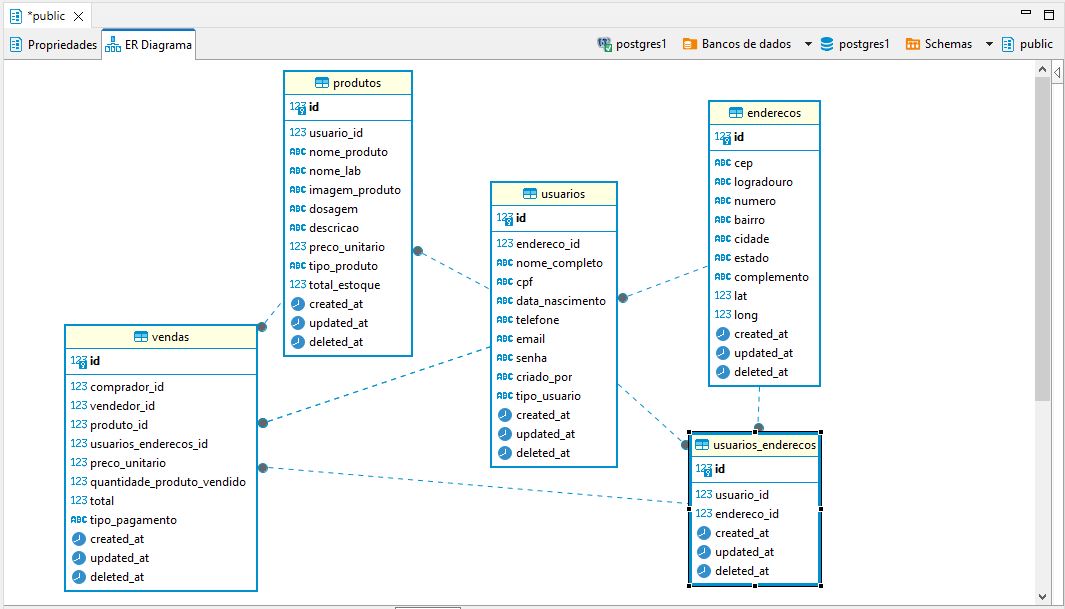 *public
Propriedades
ER Diagrama
postgres1
Bancos de dados
postgres1
Schemas
public
produtos
123 id
123 usuario_id
ABC nome_produto
ABC nome_lab
ABC imagem_produto
ABC dosagem
ABC descricao
123 preco_unitario
ABC tipo_produto
123 total_estoque
created_at
updated_at
deleted_at
enderecos
123 id
ABC cep
ABC logradouro
ABC numero
ABC bairro
ABC cidade
ABC estado
ABC complemento
123 lat
123 long
created_at
updated_at
deleted_at
usuarios
123 id
123 endereco_id
ABC nome_completo
ABC cpf
ABC data_nascimento
ABC telefone
ABC email
ABC senha
ABC criado_por
ABC tipo_usuario
created_at
updated_at
deleted_at
vendas
123 id
123 comprador_id
123 vendedor_id
123 produto_id
123 usuarios_enderecos_id
123 preco_unitario
123 quantidade_produto_vendido
123 total
ABC tipo_pagamento
created_at
updated_at
deleted_at
usuarios_enderecos
123 id
123 usuario_id
123 endereco_id
created_at
updated_at
deleted_at